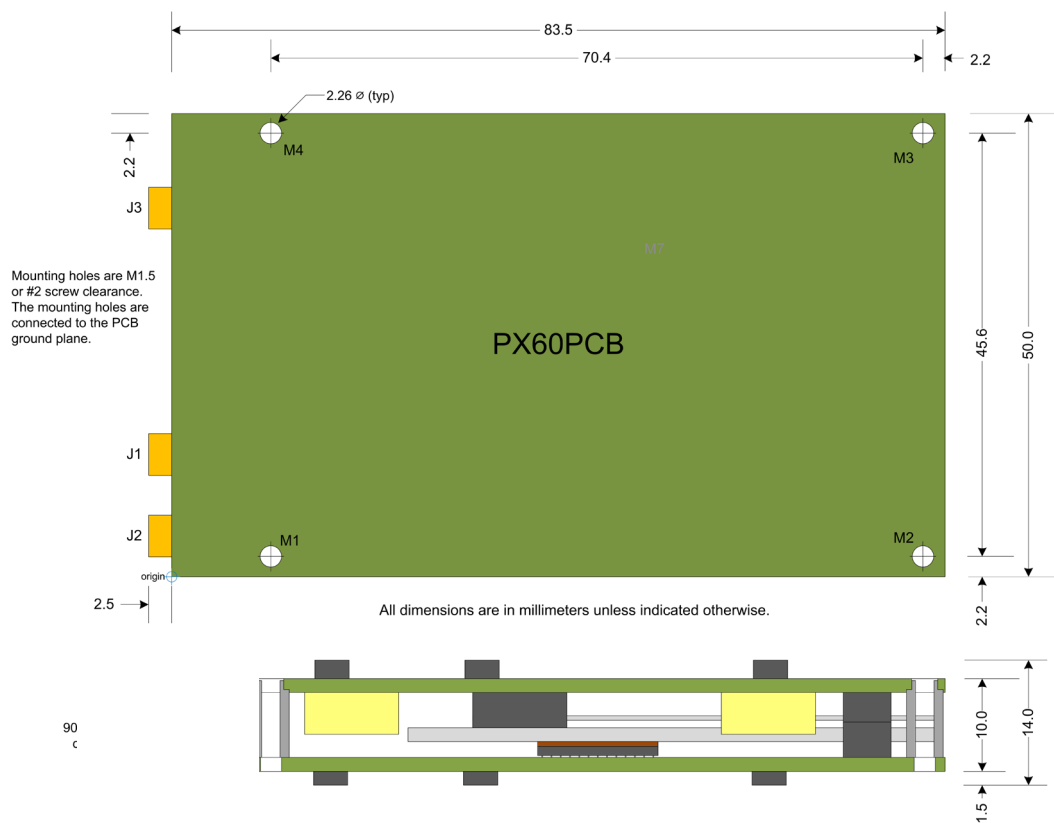 83.5
70.4
2.2
2.26 ⌀ (typ)
M4
M3
2.2
J3
M7
Mounting holes are M1.5
or #2 screw clearance.
The mounting holes are
connected to the PCB
ground plane.
PX60PCB
45.6
50.0
J1
J2
M1
M2
origin
2.5
All dimensions are in millimeters unless indicated otherwise.
2.2
90
10.0
14.0
1.5